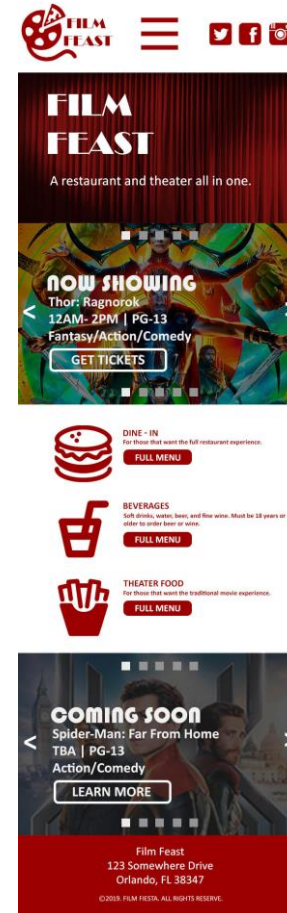 FILM
FEAST
FILM
FEAST
A restaurant and theater all in one.
NOW SHOWING
<
Thor: Ragnorok
12AM- 2PM | PG-13
Fantasy/Action/Comedy
GET TICKETS
DINE - IN
For those that want the full restaurant experience.
FULL MENU
BEVERAGES
Soft drinks, water, beer, and fine wine. Must be 18 years or
older to order beer or wine.
FULL MENU
THEATER FOOD
For those that want the traditional movie experience.
FULL MENU
COMING SOON
Spider-Man: Far From Home
<
TBA | PG-13
Action/Comedy
LEARN MORE
Film Feast
123 Somewhere Drive
Orlando, FL 38347
©2019. FILM FIESTA. ALL RIGHTS RESERVE.